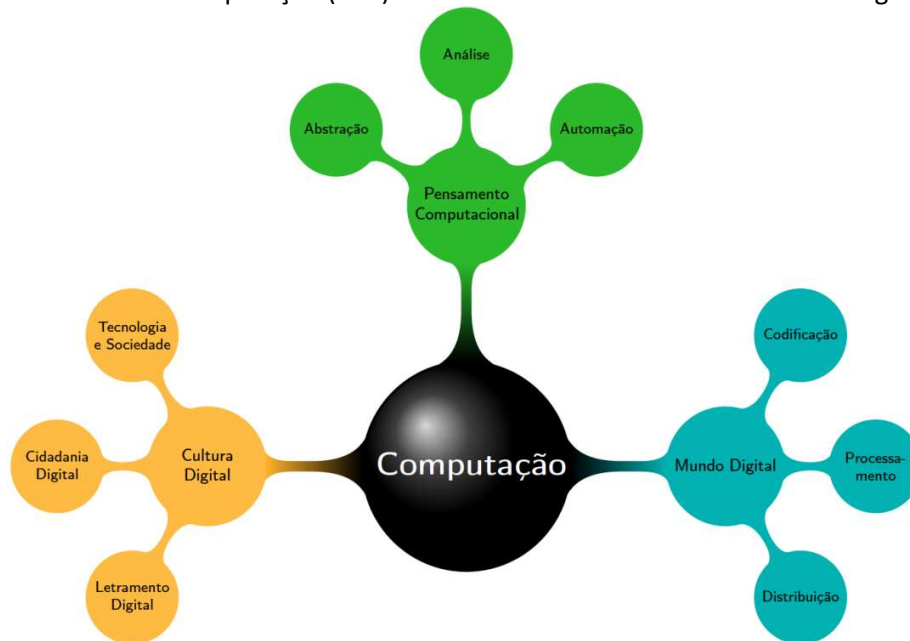 Análise
Abstração
Automação
Pensamento
Computacional
Tecnologia
e Sociedade
Codificação
Cidadania
Digital
Cultura
Digital
Computação
Mundo Digital
Processa-
mento
Letramento
Digital
Distribuição